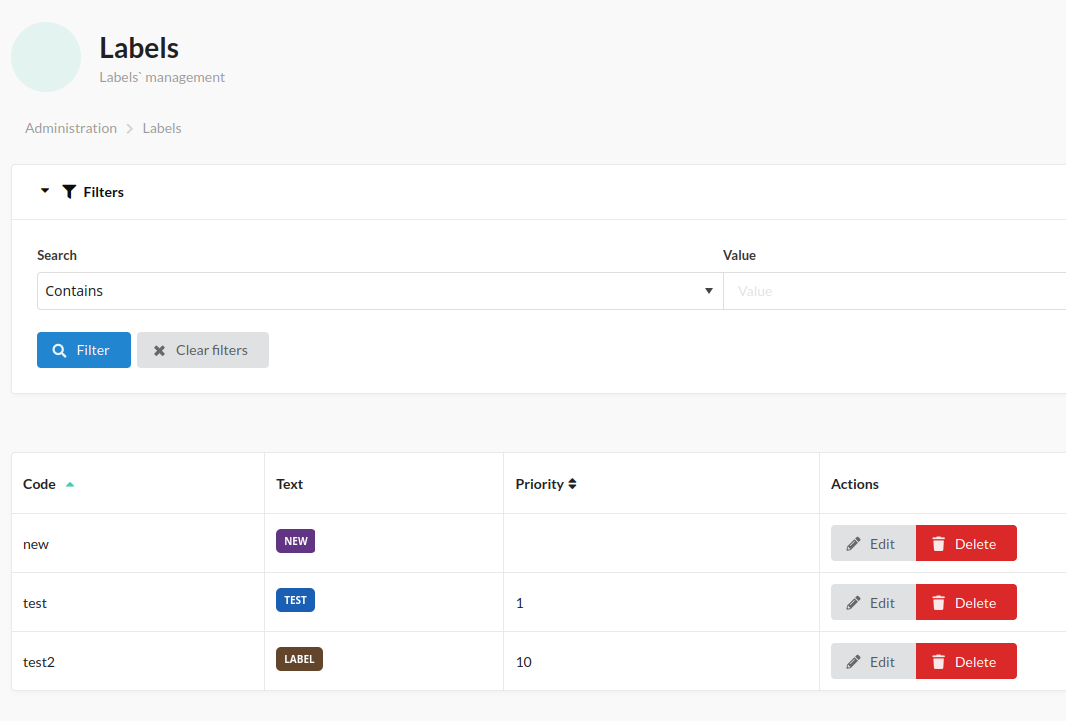 Labels
Labels` management
Administration Labels
Filters
Search Value
Contains Value
Filter Clear filters
Code Text Priority Actions
new NEW Edit Delete
test TEST 1 Edit Delete
test2 LABEL 10 Edit Delete